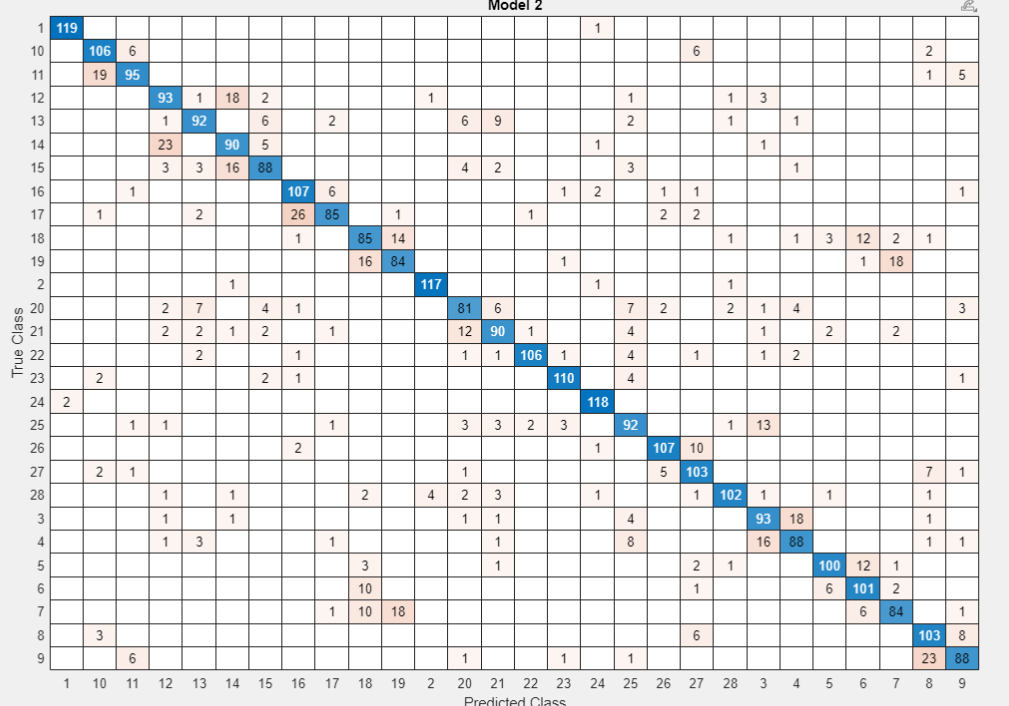 Model 2
1 119 1
10 106 6 6 2
11 19 95 1 5
12 93 1 18 2 1 1 1 3
13 1 92 6 2 6 9 2 1 1
14 23 90 5 1 1
15 3 3 16 88 4 2 3 1
16 1 107 6 1 2 1 1 1
17 1 2 26 85 1 1 2 2
18 1 85 14 1 1 3 12 2 1
19 16 84 1 1 18
2 1 117 1 1
20 2 7 4 1 81 6 7 2 2 1 4 3
21 2 2 1 2 1 12 90 1 4 1 2 2
22 2 1 1 1 106 1 4 1 1 2
23 2 2 1 110 4 1
24 2 118
25 1 1 1 3 3 2 3 92 1 13
26 2 1 107 10
27 2 1 1 5 103 7 1
28 1 1 2 4 2 3 1 1 102 1 1 1
3 1 1 1 1 4 93 18 1
4 1 3 1 1 8 16 88 1 1
5 3 1 2 1 100 12 1
6 10 1 6 101 2
7 1 10 18 6 84 1
8 3 6 103 8
9 6 1 1 1 23 88
1 10 11 12 13 14 15 16 17 18 19 2 20 21 22 23 24 25 26 27 28 3 4 5 6 7 8 9
True Class
Predicted Class